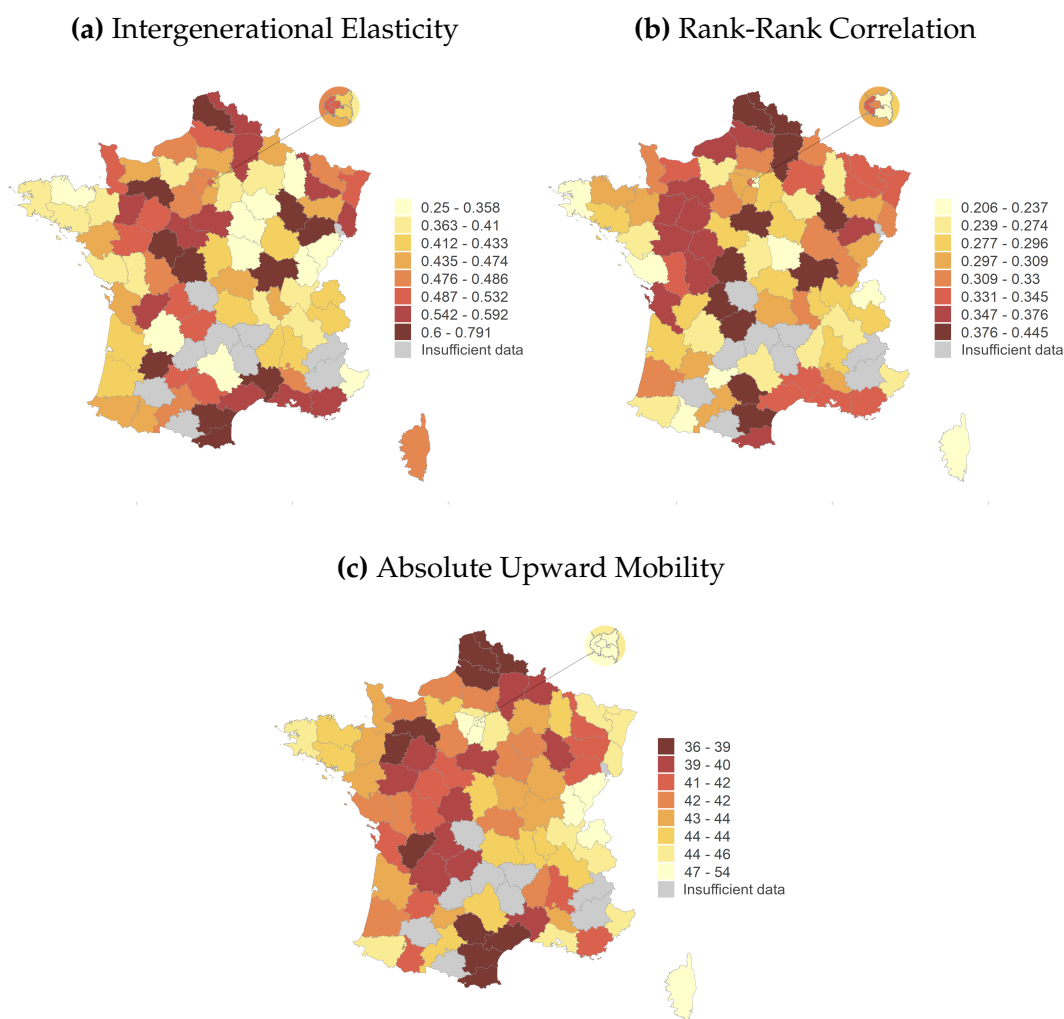 (a) Intergenerational Elasticity
(b) Rank-Rank Correlation
0.25 - 0.358
0.363 - 0.41
0.412 - 0.433
0.435 - 0.474
0.476 - 0.486
0.487 - 0.532
0.542 - 0.592
0.6 - 0.791
Insufficient data
0.206 - 0.237
0.239 - 0.274
0.277 - 0.296
0.297 - 0.309
0.309 - 0.33
0.331 - 0.345
0.347 - 0.376
0.376 - 0.445
Insufficient data
(c) Absolute Upward Mobility
36 - 39
39 - 40
41 - 42
42 - 42
43 - 44
44 - 44
44 - 46
47 - 54
Insufficient data